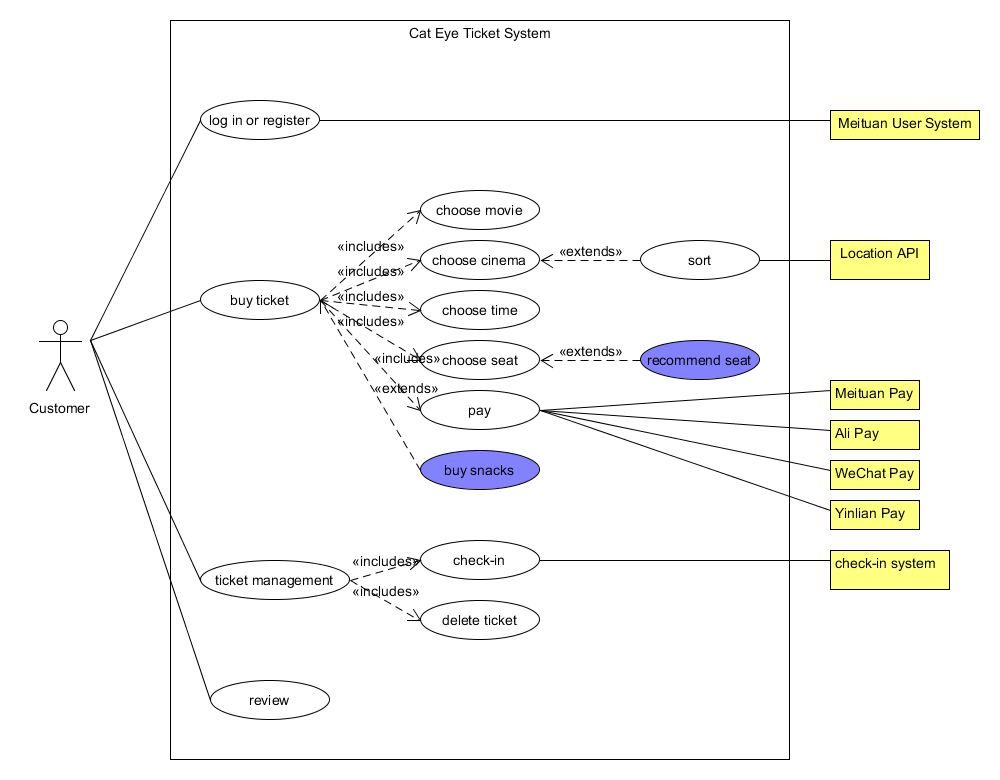 Cat Eye Ticket System
log in or register
Meituan User System
choose movie
«includes»
choose cinema
«extends»
sort
Location API
«includes»
buy ticket
«includes»
choose time
«includes»
choose seat
«extends»
recommend seat
«includes»
Customer
«extends»
pay
Meituan Pay
Ali Pay
WeChat Pay
Yinlian Pay
buy snacks
«includes»
check-in
check-in system
ticket management
«includes»
delete ticket
review